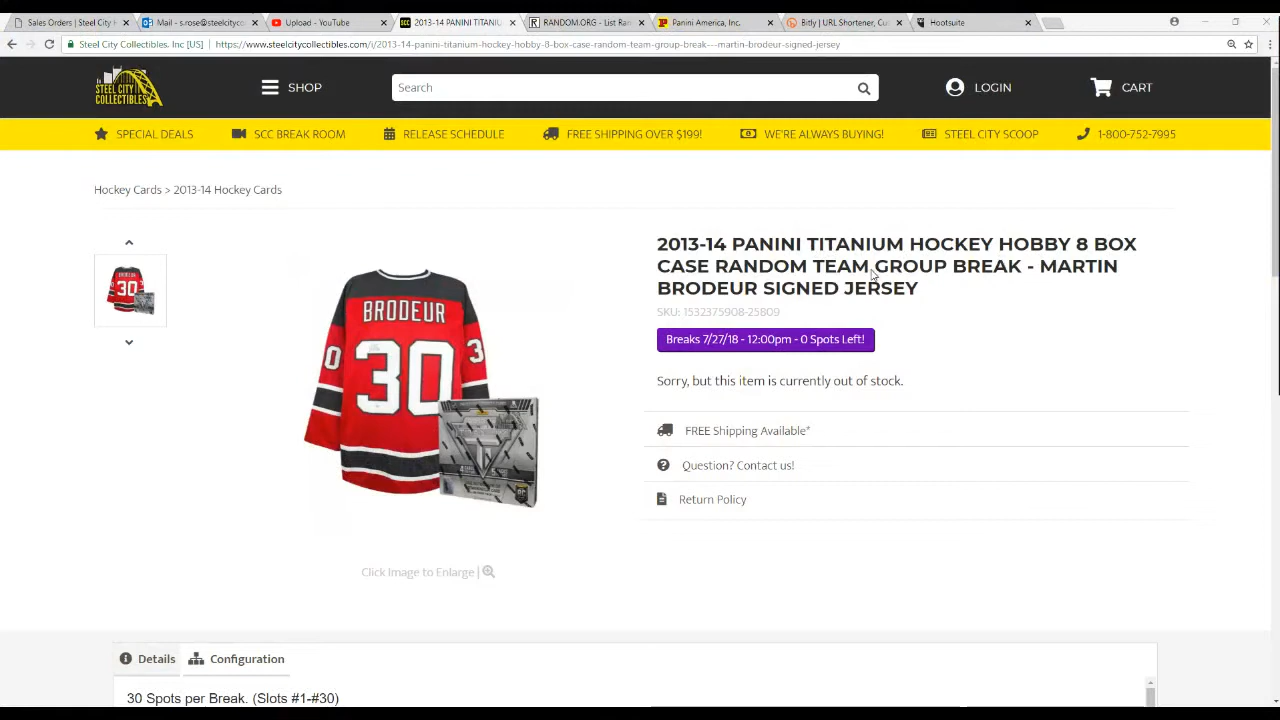 Sales Orders | Steel City H
Mail - s.rose@steelcityco
Upload - YouTube
2013-14 PANINI TITANIU
RANDOM.ORG - List Ran
Panini America, Inc.
Bitly | URL Shortener, Cus
Hootsuite
Steel City Collectibles, Inc [US]
https://www.steelcitycollectibles.com/i/2013-14-panini-titanium-hockey-hobby-8-box-case-random-team-group-break---martin-brodeur-signed-jersey
STEEL CITY
COLLECTIBLES
SHOP
Search
LOGIN
CART
SPECIAL DEALS
SCC BREAK ROOM
RELEASE SCHEDULE
FREE SHIPPING OVER $199!
WE'RE ALWAYS BUYING!
STEEL CITY SCOOP
1-800-752-7995
Hockey Cards > 2013-14 Hockey Cards
BRODEUR
30
2013-14 PANINI TITANIUM HOCKEY HOBBY 8 BOX
CASE RANDOM TEAM GROUP BREAK - MARTIN
BRODEUR SIGNED JERSEY
SKU: 1532375908-25809
Breaks 7/27/18 - 12:00pm - 0 Spots Left!
Sorry, but this item is currently out of stock.
FREE Shipping Available*
Question? Contact us!
Return Policy
Click Image to Enlarge |
Details
Configuration
30 Spots per Break. (Slots #1-#30)